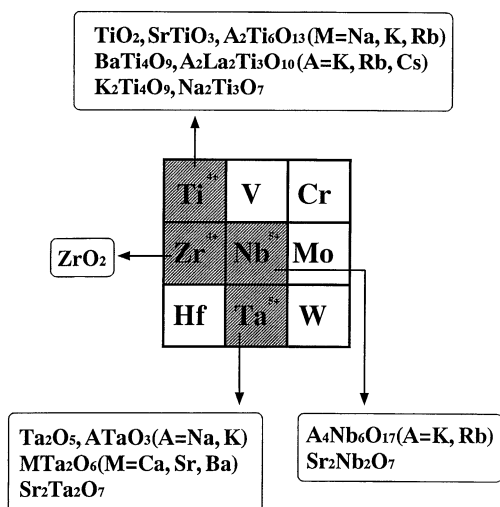 TiO₂, SrTiO₃, A₂Ti₆O₁₃(M=Na, K, Rb)
BaTi₄O₉, A₂La₂Ti₃O₁₀(A=K, Rb, Cs)
K₂Ti₄O₉, Na₂Ti₃O₇
Ti⁴⁺ V Cr
ZrO₂
Zr⁴⁺ Nb⁵⁺ Mo
Hf Ta⁵⁺ W
Ta₂O₅, ATaO₃(A=Na, K)
MTa₂O₆(M=Ca, Sr, Ba)
Sr₂Ta₂O₇
A₄Nb₆O₁₇(A=K, Rb)
Sr₂Nb₂O₇